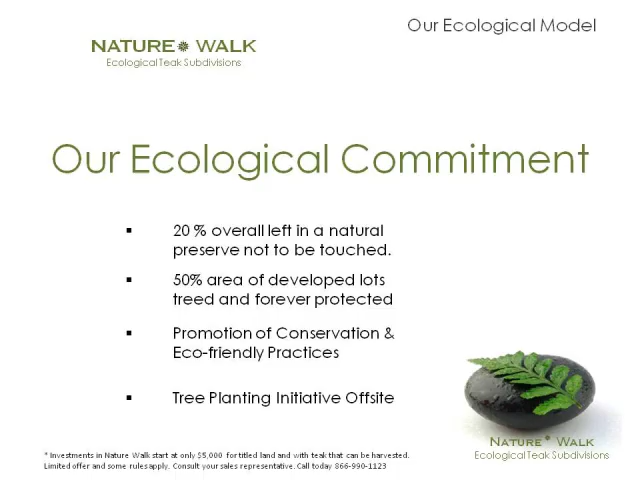 Our Ecological Model
NATURE WALK
Ecological Teak Subdivisions
Our Ecological Commitment
▪ 20 % overall left in a natural
preserve not to be touched.
▪ 50% area of developed lots
treed and forever protected
▪ Promotion of Conservation &
Eco-friendly Practices
▪ Tree Planting Initiative Offsite
NATURE WALK
Ecological Teak Subdivisions
* Investments in Nature Walk start at only $5,000 for titled land and with teak that can be harvested.
Limited offer and some rules apply. Consult your sales representative. Call today 866-990-1123